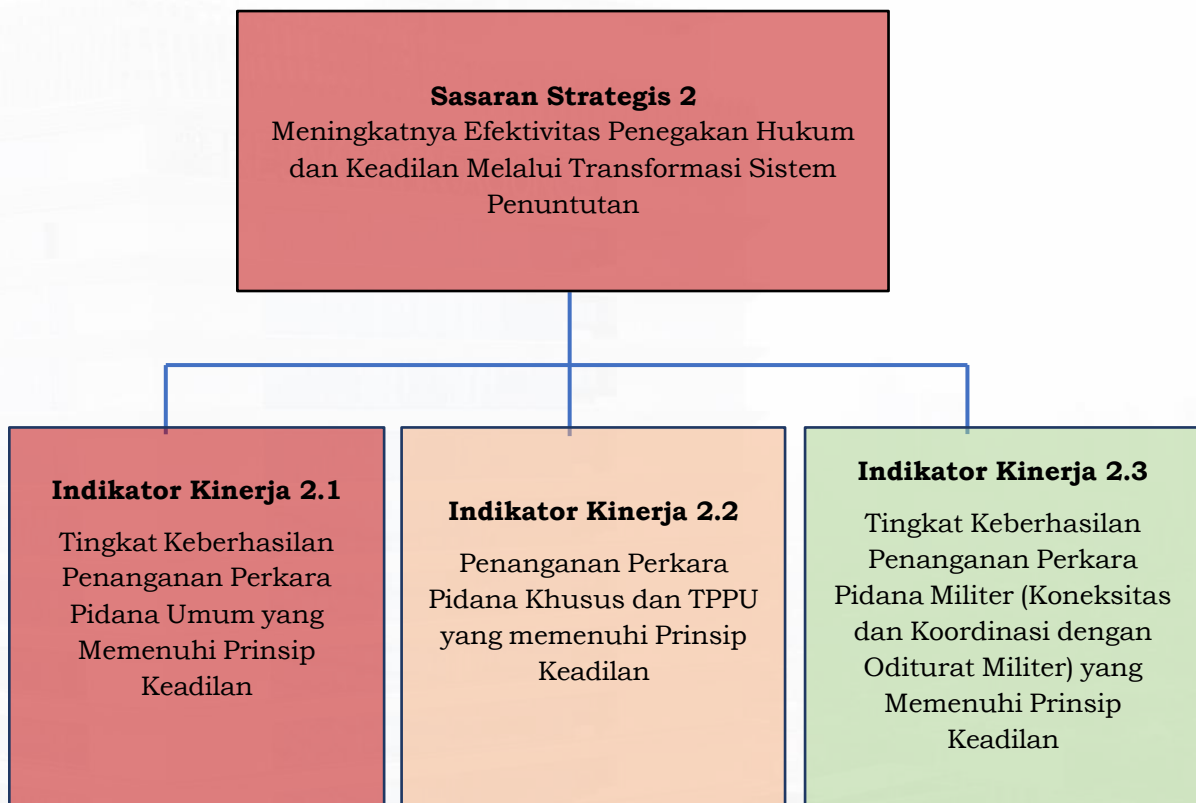 Sasaran Strategis 2
Meningkatnya Efektivitas Penegakan Hukum
dan Keadilan Melalui Transformasi Sistem
Penuntutan
Indikator Kinerja 2.1
Tingkat Keberhasilan
Penanganan Perkara
Pidana Umum yang
Memenuhi Prinsip
Keadilan
Indikator Kinerja 2.2
Penanganan Perkara
Pidana Khusus dan TPPU
yang memenuhi Prinsip
Keadilan
Indikator Kinerja 2.3
Tingkat Keberhasilan
Penanganan Perkara
Pidana Militer (Koneksitas
dan Koordinasi dengan
Oditurat Militer) yang
Memenuhi Prinsip
Keadilan